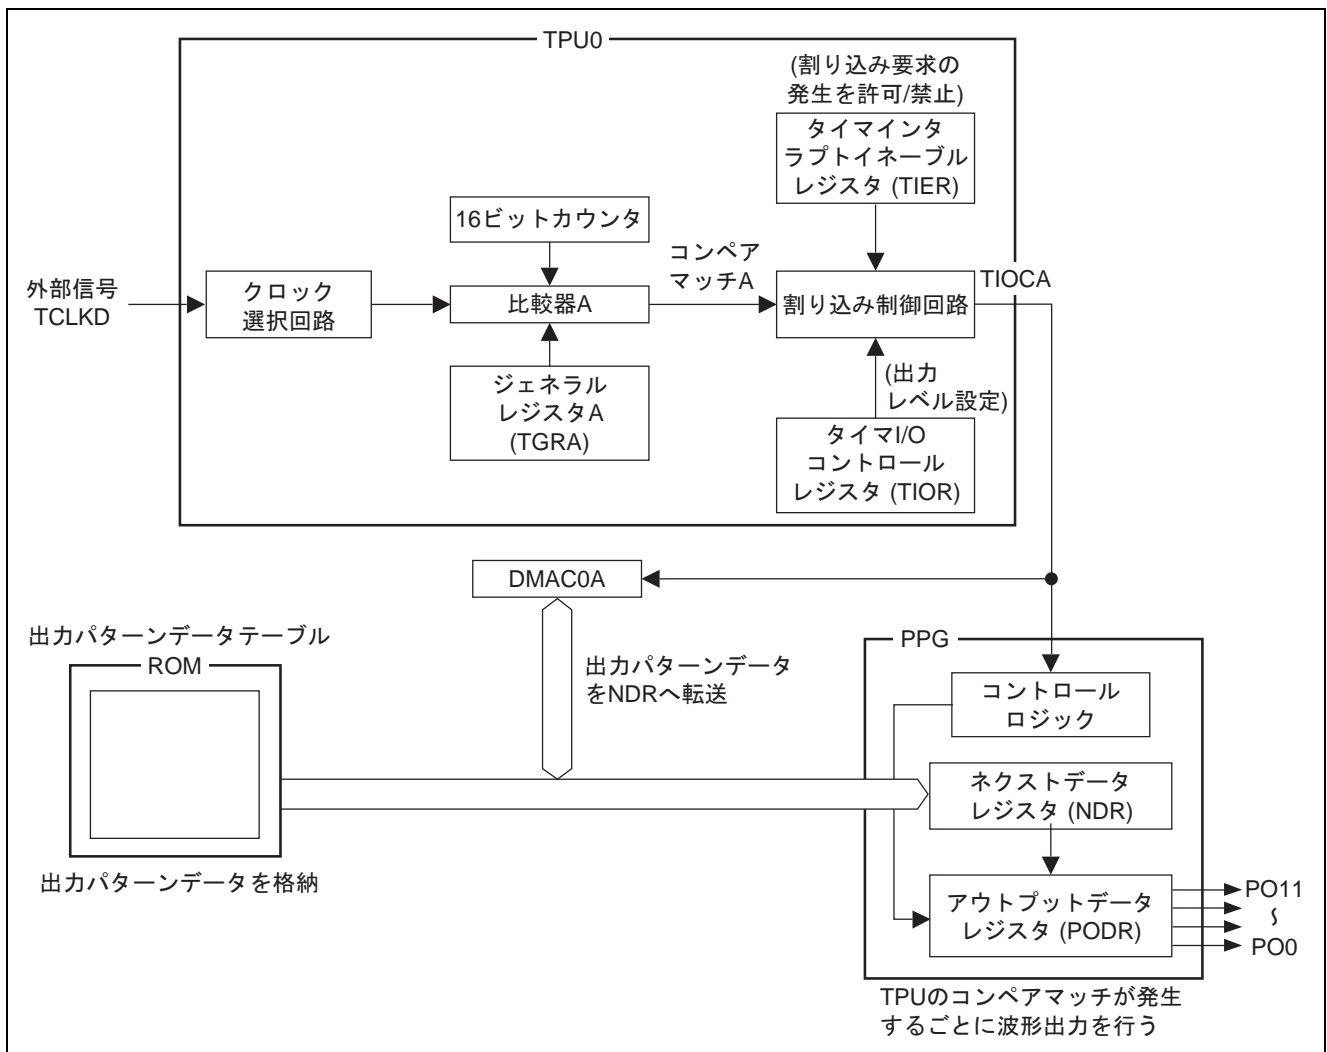 TPU0
(割り込み要求の
発生を許可/禁止)
タイマインタ
ラプトイネーブル
レジスタ (TIER)
16ビットカウンタ
コンペア
マッチA
TIOCA
外部信号
TCLKD
クロック
選択回路
比較器A
割り込み制御回路
ジェネラル
レジスタA
(TGRA)
(出力
レベル設定)
タイマI/O
コントロール
レジスタ (TIOR)
DMAC0A
出力パターンデータテーブル
ROM
出力パターンデータ
をNDRへ転送
PPG
コントロール
ロジック
ネクストデータ
レジスタ (NDR)
出力パターンデータを格納
アウトプットデータ
レジスタ (PODR)
PO11
〜
PO0
TPUのコンペアマッチが発生
するごとに波形出力を行う